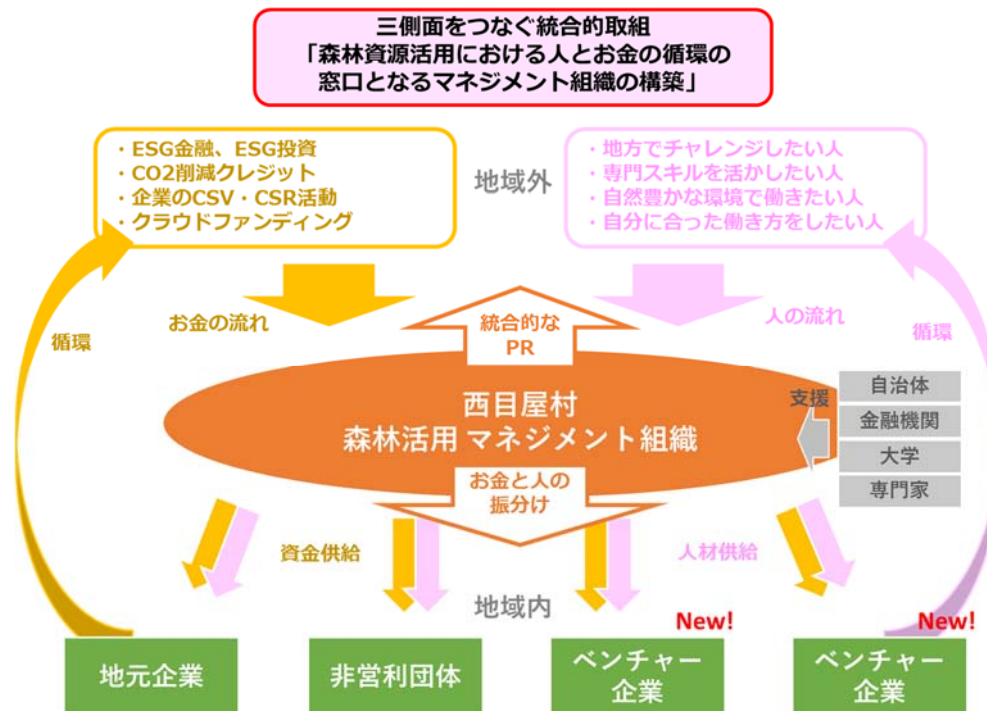 三側面をつなぐ統合的取組
「森林資源活用における人とお金の循環の
窓口となるマネジメント組織の構築」
・ESG金融、ESG投資
・CO2削減クレジット
・企業のCSV・CSR活動
・クラウドファンディング
地域外
・地方でチャレンジしたい人
・専門スキルを活かしたい人
・自然豊かな環境で働きたい人
・自分に合った働き方をしたい人
循環
お金の流れ
統合的な
PR
人の流れ
循環
西目屋村
森林活用 マネジメント組織
支援
自治体
金融機関
大学
専門家
お金と人の
振分け
資金供給
人材供給
地域内
New!
New!
地元企業
非営利団体
ベンチャー
企業
ベンチャー
企業